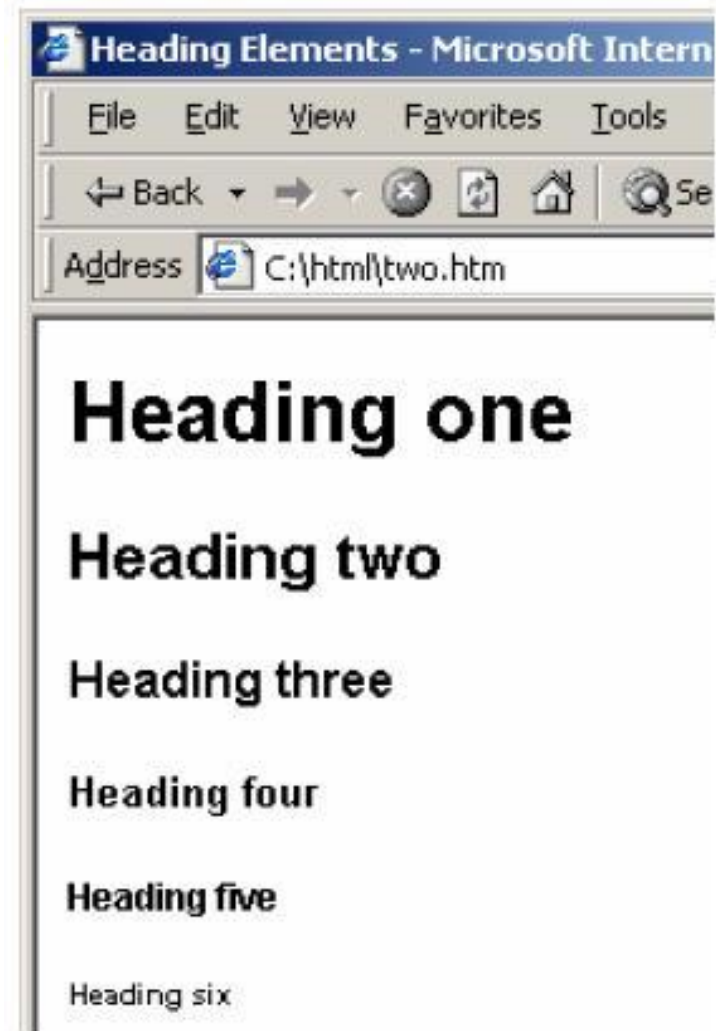 Heading Elements - Microsoft Intern
File Edit View Favorites Tools
Back Se
Address C:\html\two.htm
Heading one
Heading two
Heading three
Heading four
Heading five
Heading six